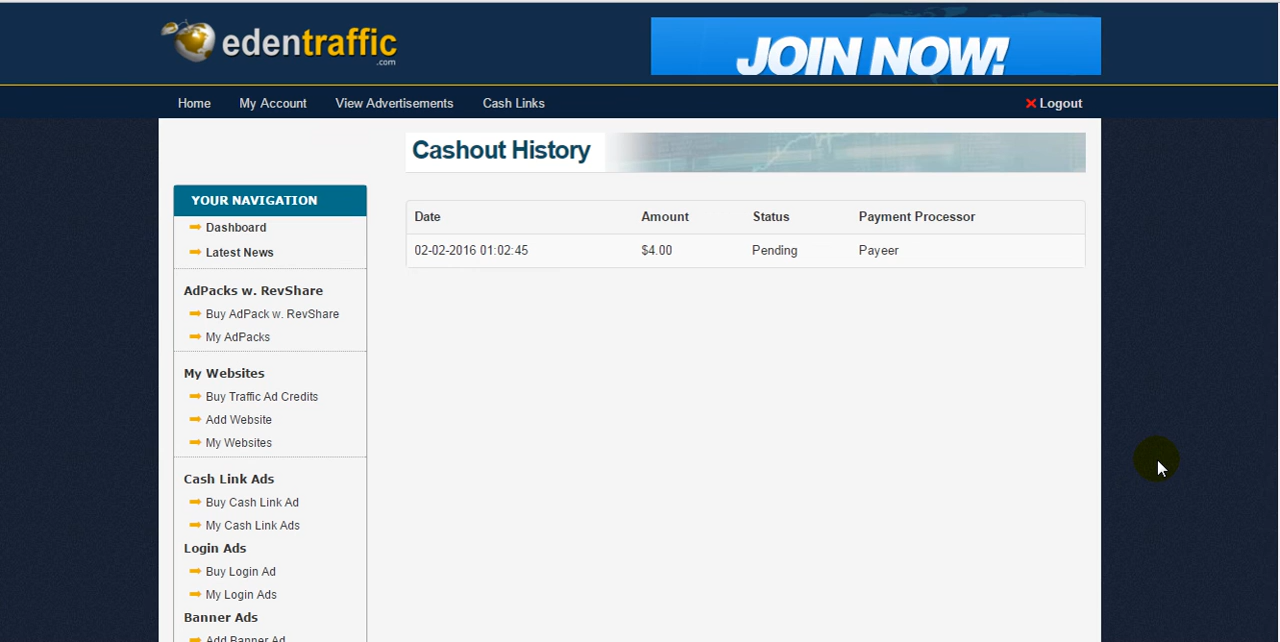 edentraffic
.com
JOIN NOW!
Home My Account View Advertisements Cash Links Logout
Cashout History
YOUR NAVIGATION
Dashboard
Latest News
AdPacks w. RevShare
Buy AdPack w. RevShare
My AdPacks
My Websites
Buy Traffic Ad Credits
Add Website
My Websites
Cash Link Ads
Buy Cash Link Ad
My Cash Link Ads
Login Ads
Buy Login Ad
My Login Ads
Banner Ads
Add Banner Ad
Date Amount Status Payment Processor
02-02-2016 01:02:45 $4.00 Pending Payeer